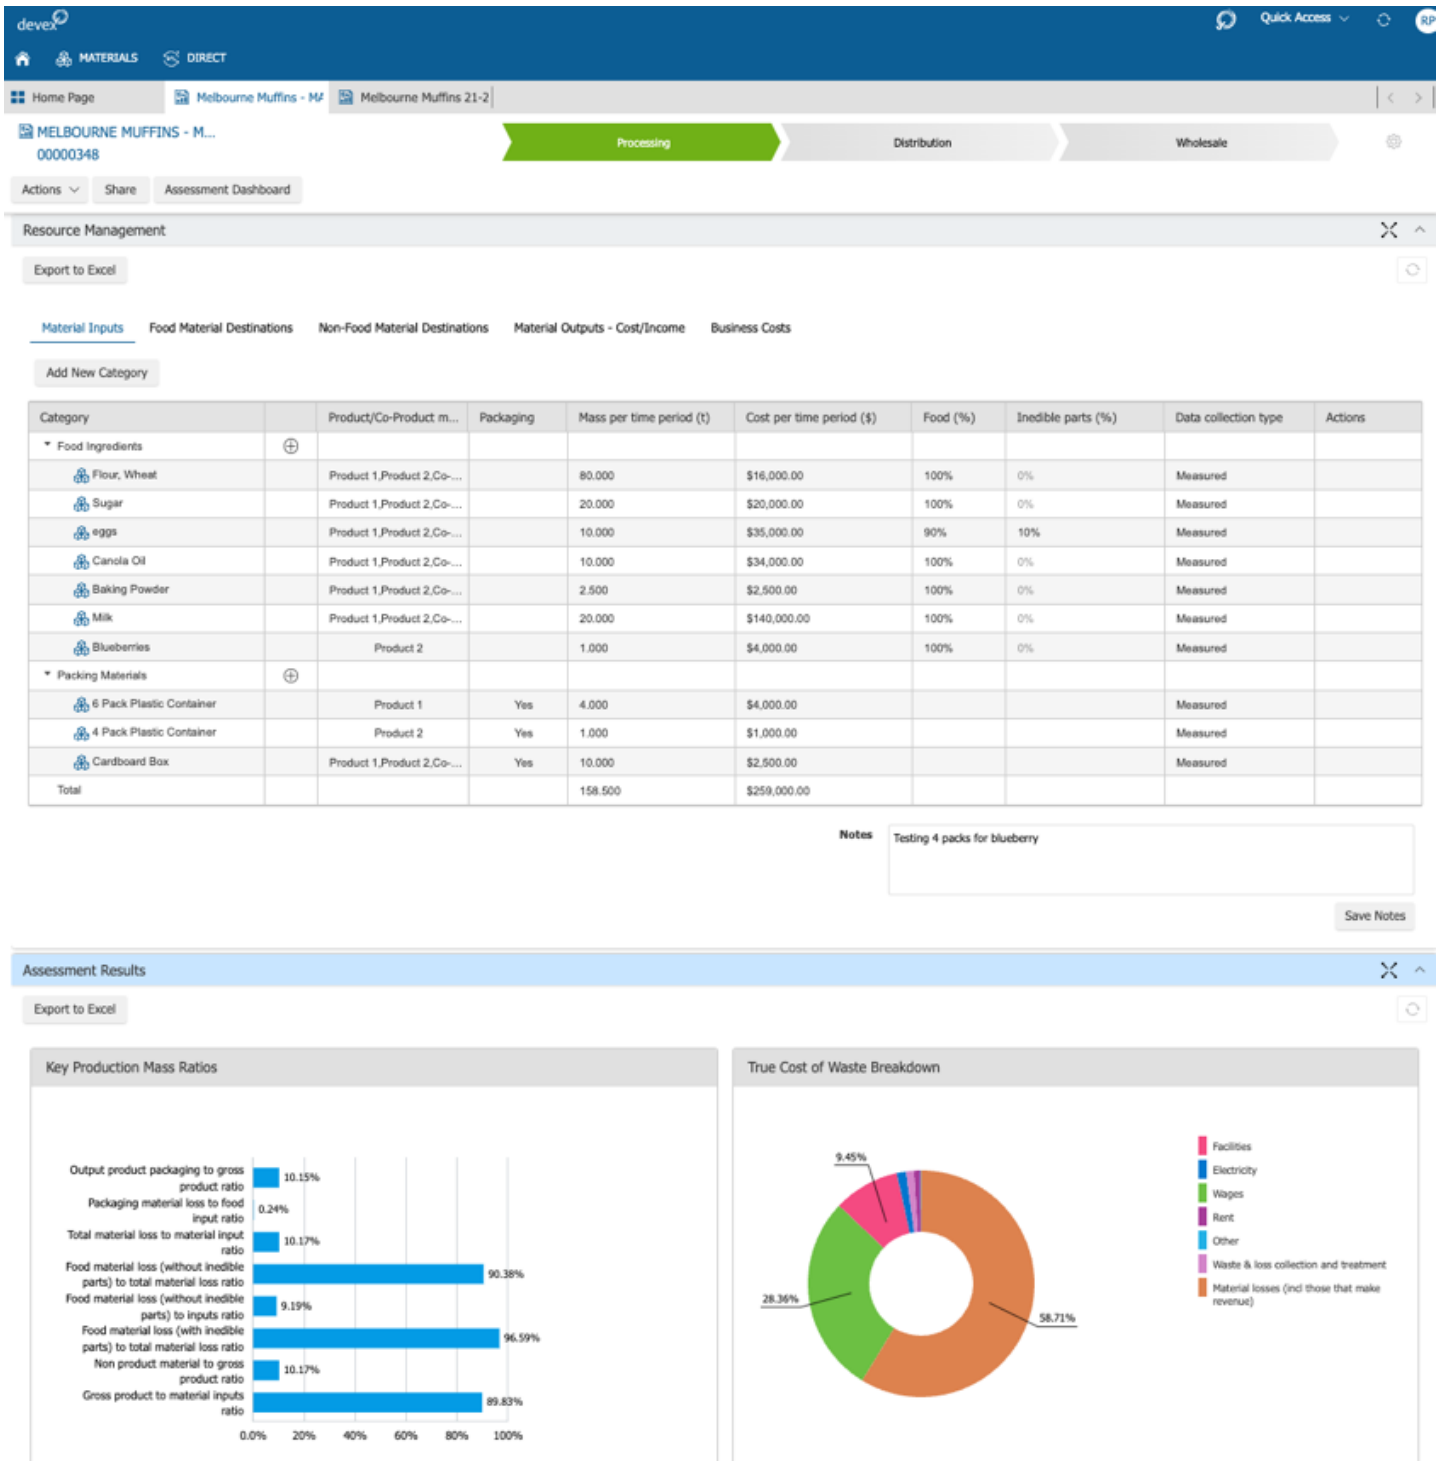 devex
Quick Access
RP
MATERIALS
DIRECT
Home Page
Melbourne Muffins - MA
Melbourne Muffins 21-2
MELBOURNE MUFFINS - M...
00000348
Processing
Distribution
Wholesale
Actions
Share
Assessment Dashboard
Resource Management
Export to Excel
Material Inputs
Food Material Destinations
Non-Food Material Destinations
Material Outputs - Cost/Income
Business Costs
Add New Category
Category Product/Co-Product m... Packaging Mass per time period (t) Cost per time period ($) Food (%) Inedible parts (%) Data collection type Actions
Food Ingredients
Flour, Wheat Product 1,Product 2,Co-... 80.000 $16,000.00 100% 0% Measured
Sugar Product 1,Product 2,Co-... 20.000 $20,000.00 100% 0% Measured
eggs Product 1,Product 2,Co-... 10.000 $35,000.00 90% 10% Measured
Canola Oil Product 1,Product 2,Co-... 10.000 $34,000.00 100% 0% Measured
Baking Powder Product 1,Product 2,Co-... 2.500 $2,500.00 100% 0% Measured
Milk Product 1,Product 2,Co-... 20.000 $140,000.00 100% 0% Measured
Blueberries Product 2 1.000 $4,000.00 100% 0% Measured
Packing Materials
6 Pack Plastic Container Product 1 Yes 4.000 $4,000.00 Measured
4 Pack Plastic Container Product 2 Yes 1.000 $1,000.00 Measured
Cardboard Box Product 1,Product 2,Co-... Yes 10.000 $2,500.00 Measured
Total 158.500 $259,000.00
Notes
Testing 4 packs for blueberry
Save Notes
Assessment Results
Export to Excel
Key Production Mass Ratios
Output product packaging to gross
product ratio
10.15%
Packaging material loss to food
input ratio
0.24%
Total material loss to material input
ratio
10.17%
Food material loss (without inedible
parts) to total material loss ratio
90.38%
Food material loss (without inedible
parts) to inputs ratio
9.19%
Food material loss (with inedible
parts) to total material loss ratio
96.59%
Non product material to gross
product ratio
10.17%
Gross product to material inputs
ratio
89.83%
0.0% 20% 40% 60% 80% 100%
True Cost of Waste Breakdown
9.45%
28.36%
58.71%
Facilities
Electricity
Wages
Rent
Other
Waste & loss collection and treatment
Material losses (incl those that make
revenue)